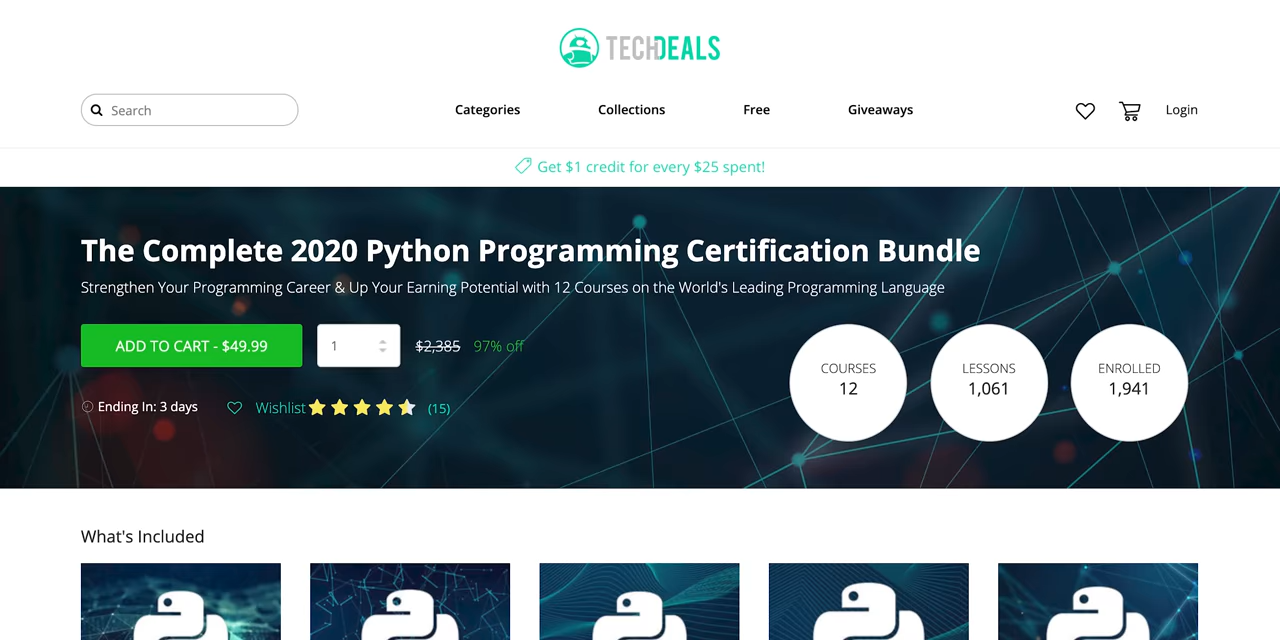 TECHDEALS
Search
Categories
Collections
Free
Giveaways
Login
Get $1 credit for every $25 spent!
The Complete 2020 Python Programming Certification Bundle
Strengthen Your Programming Career & Up Your Earning Potential with 12 Courses on the World's Leading Programming Language
ADD TO CART - $49.99
1
$2,385
97% off
COURSES
12
LESSONS
1,061
ENROLLED
1,941
Ending In: 3 days
Wishlist
(15)
What's Included